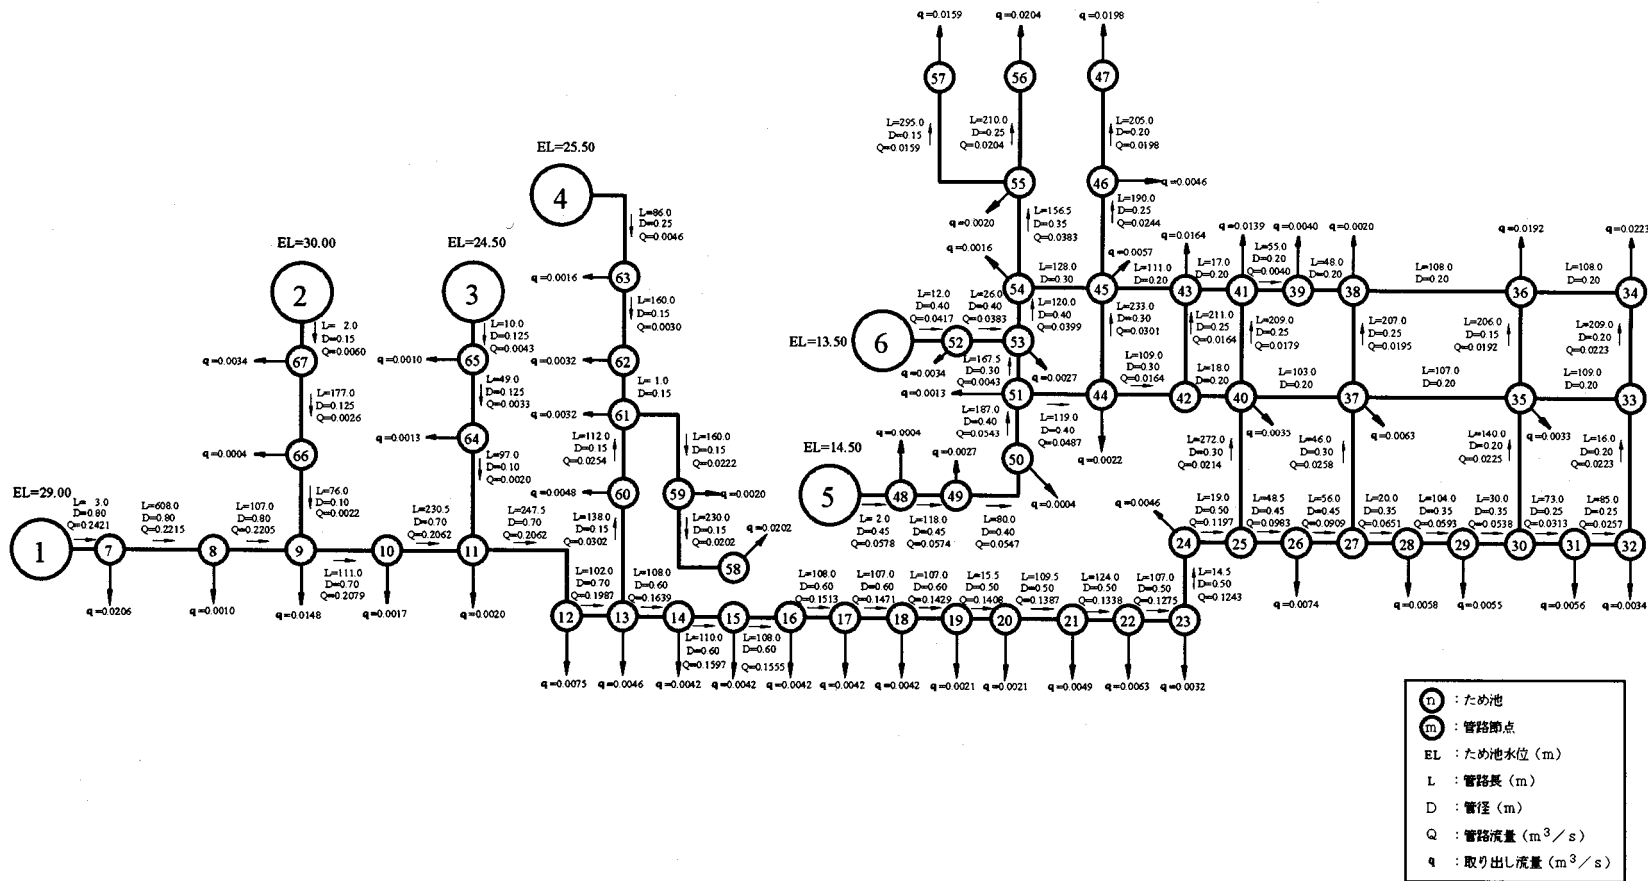 q=0.0159
q=0.0204
q=0.0198
57
56
47
L=295.0
D=0.15
Q=0.0159
L=210.0
D=0.25
Q=0.0204
L=205.0
D=0.20
Q=0.0198
EL=25.50
4
55
46
q=0.0046
q=0.0020
L=86.0
D=0.25
Q=0.0046
L=156.5
D=0.35
Q=0.0383
L=190.0
D=0.25
Q=0.0244
EL=30.00
EL=24.50
2
3
q=0.0016
63
q=0.0016
q=0.0057
q=0.0164
q=0.0139
q=0.0040
q=0.0020
q=0.0192
q=0.0223
L=128.0
D=0.30
L=111.0
D=0.20
L=17.0
D=0.20
L=55.0
D=0.20
Q=0.0040
L=48.0
D=0.20
L=108.0
D=0.20
L=108.0
D=0.20
54
45
43
41
39
38
36
34
L= 2.0
D=0.15
Q=0.0060
L=10.0
D=0.125
Q=0.0043
L=160.0
D=0.15
Q=0.0030
L=12.0
D=0.40
Q=0.0417
L=26.0
D=0.40
Q=0.0383
L=120.0
D=0.40
Q=0.0399
L=233.0
D=0.30
Q=0.0301
L=211.0
D=0.25
Q=0.0164
L=209.0
D=0.25
Q=0.0179
L=207.0
D=0.25
Q=0.0195
L=206.0
D=0.15
Q=0.0192
L=209.0
D=0.20
Q=0.0223
q=0.0034
67
q=0.0010
65
q=0.0032
62
EL=13.50
6
52
53
q=0.0034
q=0.0027
L=177.0
D=0.125
Q=0.0026
L=49.0
D=0.125
Q=0.0033
L= 1.0
D=0.15
L=167.5
D=0.30
Q=0.0043
L=109.0
D=0.30
Q=0.0164
L=18.0
D=0.20
L=103.0
D=0.20
L=107.0
D=0.20
L=109.0
D=0.20
q=0.0013
51
44
42
40
37
35
33
q=0.0032
61
q=0.0013
64
q=0.0004
66
L=112.0
D=0.15
Q=0.0254
L=160.0
D=0.15
Q=0.0222
L=187.0
D=0.40
Q=0.0543
L=119.0
D=0.40
Q=0.0487
q=0.0022
q=0.0035
q=0.0063
q=0.0033
q=0.0004
q=0.0027
L=272.0
D=0.30
Q=0.0214
L=46.0
D=0.30
Q=0.0258
L=140.0
D=0.20
Q=0.0225
L=16.0
D=0.20
Q=0.0223
L=76.0
D=0.10
Q=0.0022
L=97.0
D=0.10
Q=0.0020
q=0.0048
60
59
q=0.0020
EL=14.50
5
48
49
50
q=0.0004
EL=29.00
L= 3.0
D=0.80
Q=0.2421
L=608.0
D=0.80
Q=0.2215
L=107.0
D=0.80
Q=0.2205
L=230.5
D=0.70
Q=0.2062
L=247.5
D=0.70
Q=0.2062
L=138.0
D=0.15
Q=0.0302
L=230.0
D=0.15
Q=0.0202
q=0.0202
L=2.0
D=0.45
Q=0.0578
L=118.0
D=0.45
Q=0.0574
L=80.0
D=0.40
Q=0.0547
q=0.0046
L=19.0
D=0.50
Q=0.1197
L=48.5
D=0.45
Q=0.0983
L=56.0
D=0.45
Q=0.0909
L=20.0
D=0.35
Q=0.0651
L=104.0
D=0.35
Q=0.0593
L=30.0
D=0.35
Q=0.0538
L=73.0
D=0.25
Q=0.0313
L=85.0
D=0.25
Q=0.0257
1
7
8
9
10
11
58
24
25
26
27
28
29
30
31
32
L=111.0
D=0.70
Q=0.2079
q=0.0206
q=0.0010
q=0.0148
q=0.0017
q=0.0020
q=0.0074
q=0.0058
q=0.0055
q=0.0056
q=0.0034
L=102.0
D=0.70
Q=0.1987
L=108.0
D=0.60
Q=0.1639
L=108.0
D=0.60
Q=0.1513
L=107.0
D=0.60
Q=0.1471
L=107.0
D=0.60
Q=0.1429
L=15.5
D=0.50
Q=0.1408
L=109.5
D=0.50
Q=0.1387
L=124.0
D=0.50
Q=0.1338
L=107.0
D=0.50
Q=0.1275
L=14.5
D=0.50
Q=0.1243
12
13
14
15
16
17
18
19
20
21
22
23
L=110.0
D=0.60
Q=0.1597
L=108.0
D=0.60
Q=0.1555
q=0.0075
q=0.0046
q=0.0042
q=0.0042
q=0.0042
q=0.0042
q=0.0042
q=0.0021
q=0.0021
q=0.0049
q=0.0063
q=0.0032
n : ため池
m : 管路節点
EL : ため池水位 (m)
L : 管路長 (m)
D : 管径 (m)
Q : 管路流量 (m³/s)
q : 取り出し流量 (m³/s)